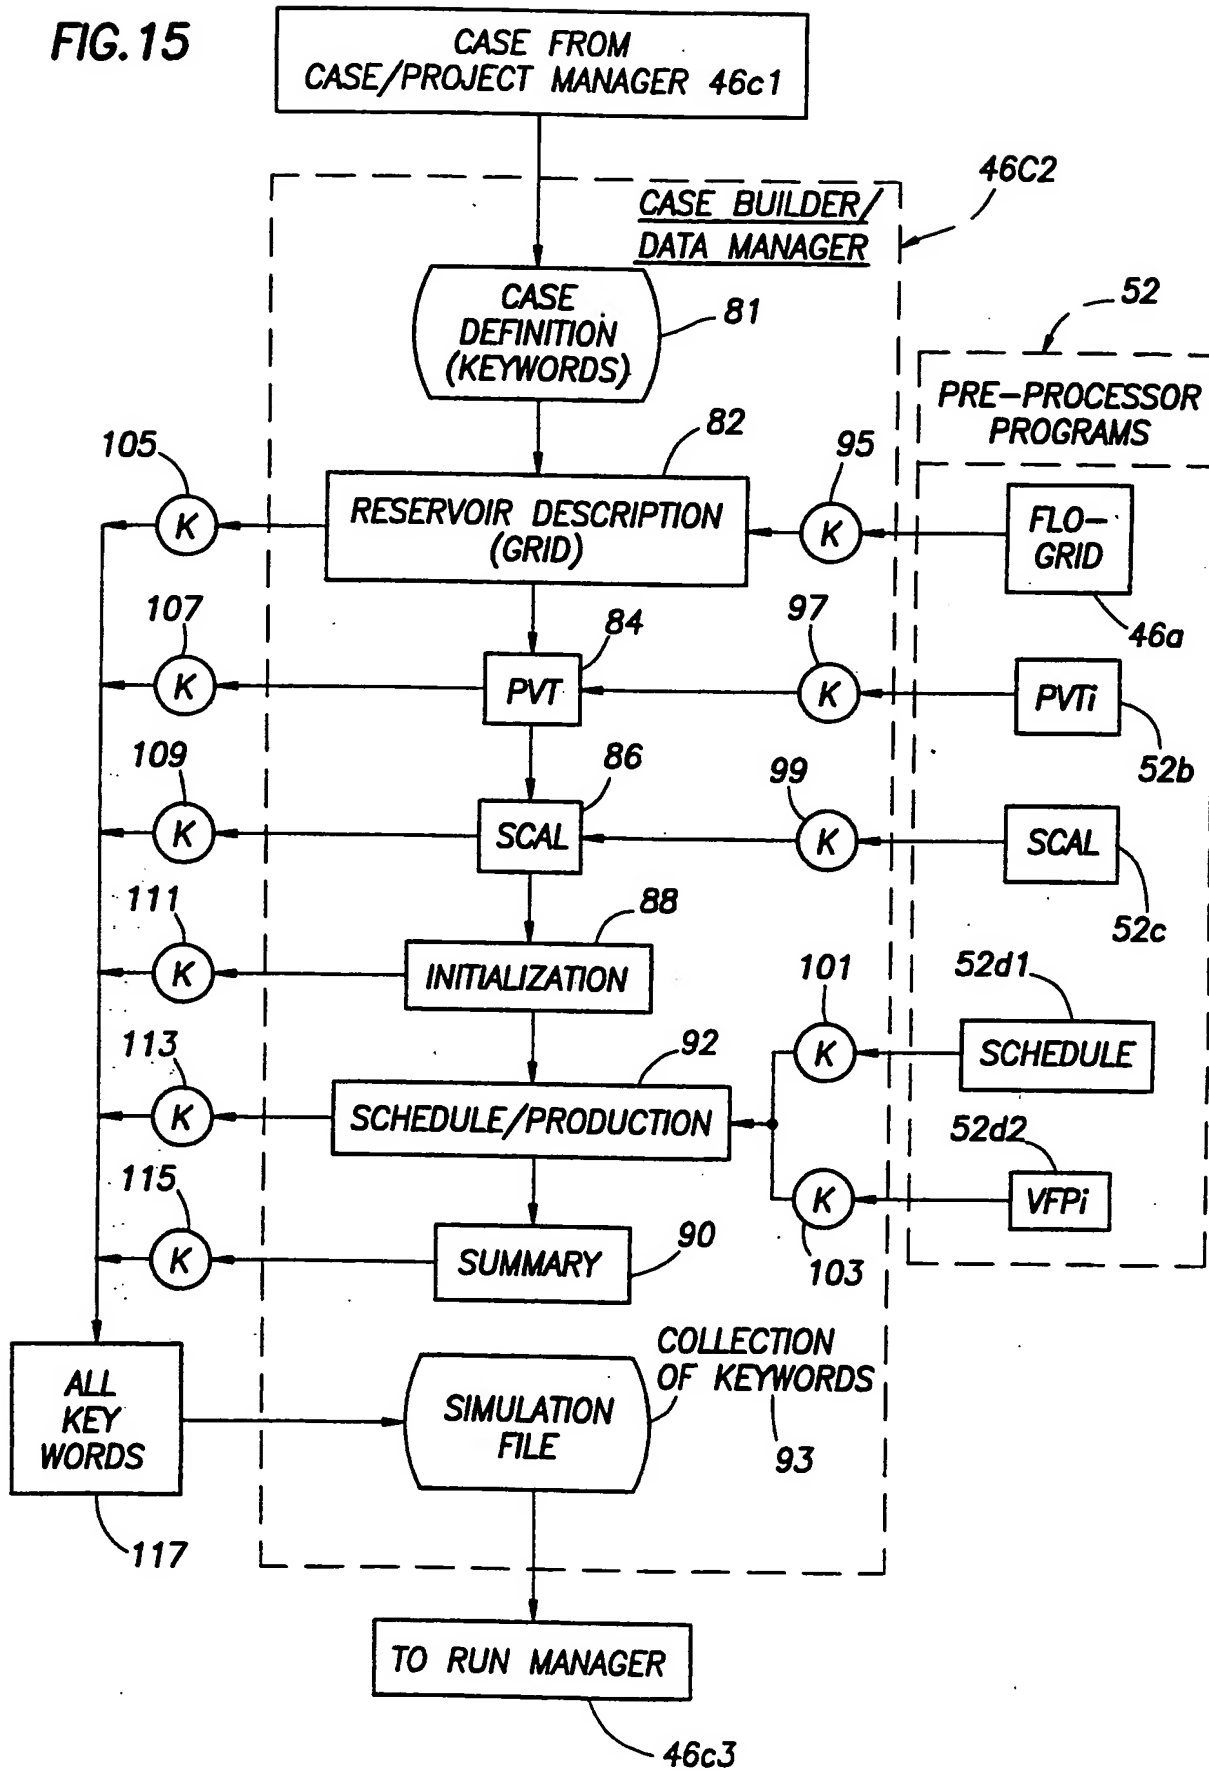 FIG. 15
CASE FROM
CASE/PROJECT MANAGER 46c1
46C2
CASE BUILDER/
DATA MANAGER
CASE
DEFINITION
(KEYWORDS)
81
52
PRE-PROCESSOR
PROGRAMS
105
K
82
RESERVOIR DESCRIPTION
(GRID)
95
K
FLO-
GRID
46a
107
K
84
PVT
97
K
PVTi
52b
109
K
86
SCAL
99
K
SCAL
52c
111
K
88
INITIALIZATION
101
K
52d1
SCHEDULE
113
K
92
SCHEDULE/PRODUCTION
52d2
K
VFPi
103
115
K
90
SUMMARY
ALL
KEY
WORDS
117
SIMULATION
FILE
COLLECTION
OF KEYWORDS
93
TO RUN MANAGER
46c3